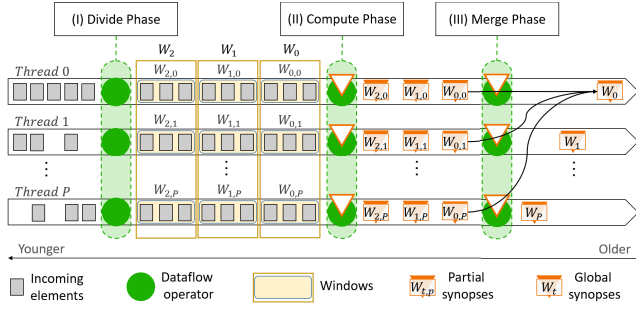 (I) Divide Phase
(II) Compute Phase
(III) Merge Phase
W₂ W₁ W₀
Thread 0
W₂,₀ W₁,₀ W₀,₀ W₂,₀ W₁,₀ W₀,₀ W₀
Thread 1
W₂,₁ W₁,₁ W₀,₁ W₂,₁ W₁,₁ W₀,₁ W₁
⋮ ⋮ ⋮ ⋮
Thread P
W₂,P W₁,P W₀,P W₂,P W₁,P W₀,P W_P
Younger
Older
Incoming elements
Dataflow operator
Windows
W_t,p
Partial synopses
W_t
Global synopses